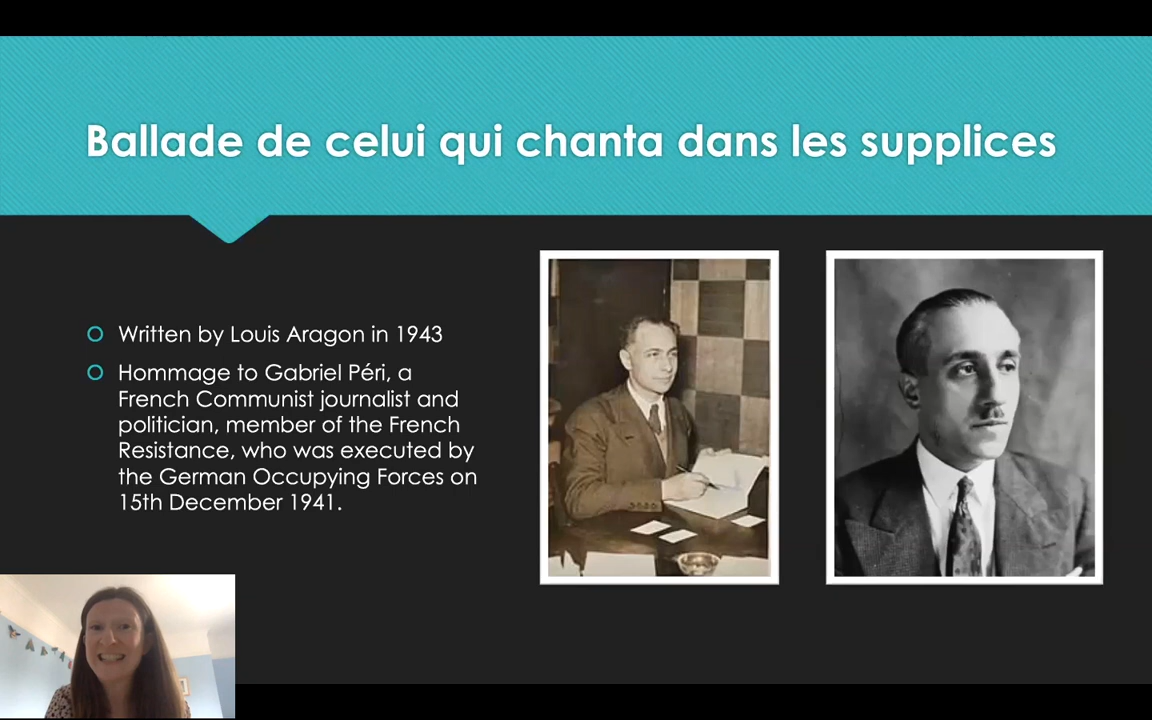 Ballade de celui qui chanta dans les supplices
Written by Louis Aragon in 1943
Hommage to Gabriel Péri, a
French Communist journalist and
politician, member of the French
Resistance, who was executed by
the German Occupying Forces on
15th December 1941.